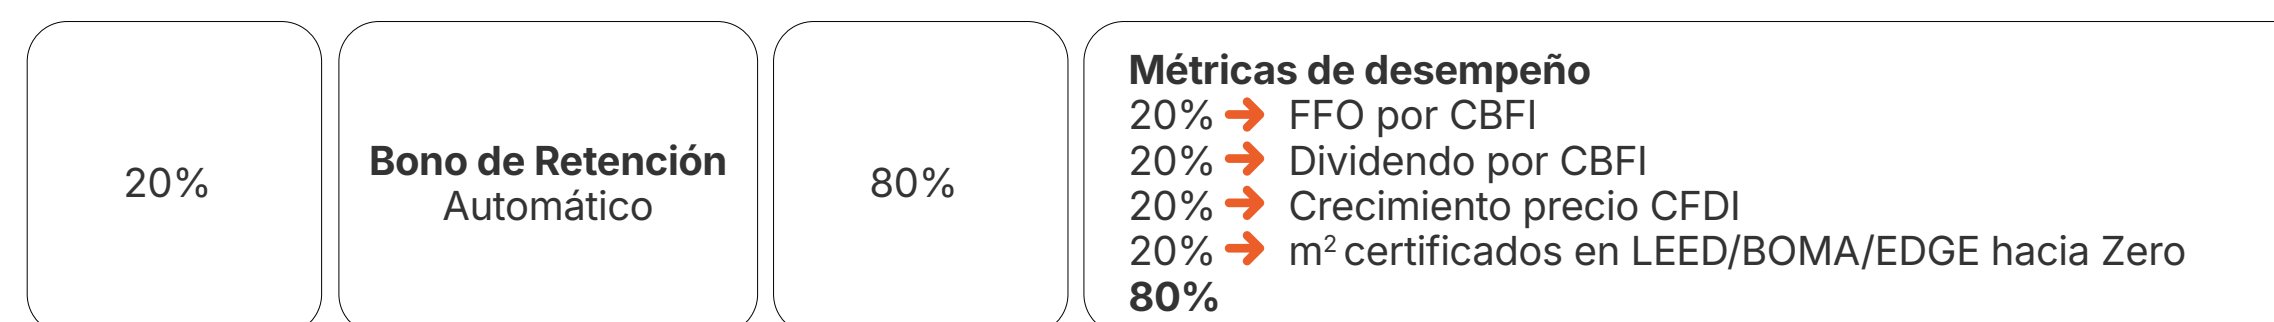 20%
Bono de Retención
Automático
80%
Métricas de desempeño
20% → FFO por CBFI
20% → Dividendo por CBFI
20% → Crecimiento precio CFDI
20% → m² certificados en LEED/BOMA/EDGE hacia Zero
80%